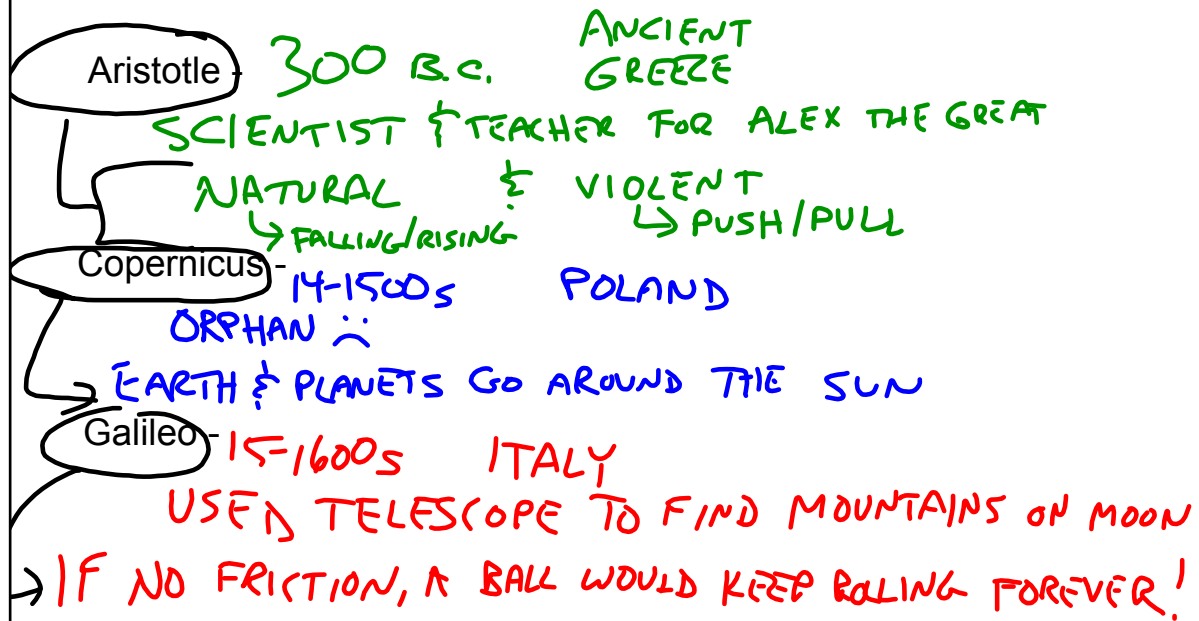 Aristotle - 300 B.C. ANCIENT GREEZE
SCIENTIST & TEACHER FOR ALEX THE GREAT
NATURAL & VIOLENT
↳ FALLING/RISING ↳ PUSH/PULL
Copernicus - 14-1500s POLAND
ORPHAN :(
EARTH & PLANETS GO AROUND THE SUN
Galileo - 15-1600s ITALY
USED TELESCOPE TO FIND MOUNTAINS ON MOON
→ IF NO FRICTION, A BALL WOULD KEEP ROLLING FOREVER!